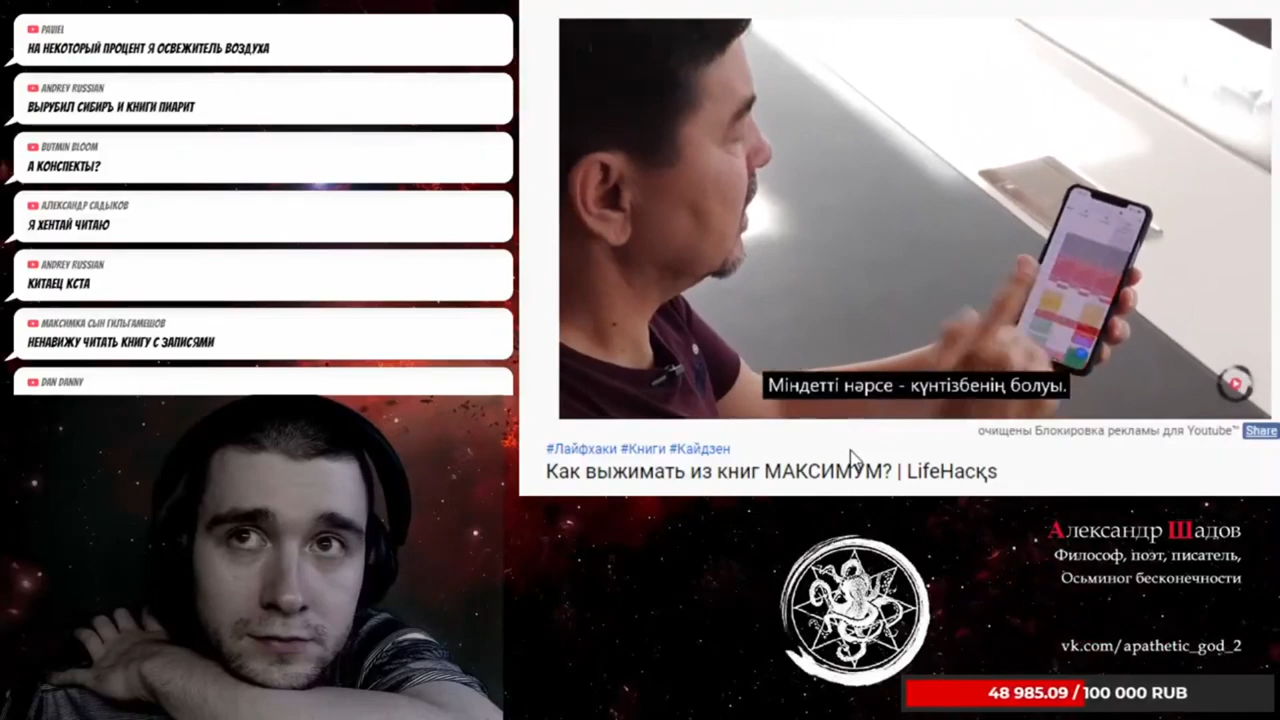 PAVIEL
НА НЕКОТОРЫЙ ПРОЦЕНТ Я ОСВЕЖИТЕЛЬ ВОЗДУХА
ANDREY RUSSIAN
ВЫРУБИЛ СИБИРЪ И КНИГИ ПИАРИТ
BUTMIN BLOOM
А КОНСПЕКТЫ?
АЛЕКСАНДР САДЫКОВ
Я ХЕНТАЙ ЧИТАЮ
ANDREY RUSSIAN
КИТАЕЦ КСТА
МАКСИМКА СЫН ГИЛЬГАМЕШОВ
НЕНАВИЖУ ЧИТАТЬ КНИГУ С ЗАПИСЯМИ
DAN DANNY
Міндетті нәрсе - күнтізбенің болуы.
очищены Блокировка рекламы для Youtube™ Share
#Лайфхаки #Книги #Кайдзен
Как выжимать из книг МАКСИМУМ? | LifeHacқs
Александр Шадов
Философ, поэт, писатель,
Осьминог бесконечности
vk.com/apathetic_god_2
48 985.09 / 100 000 RUB